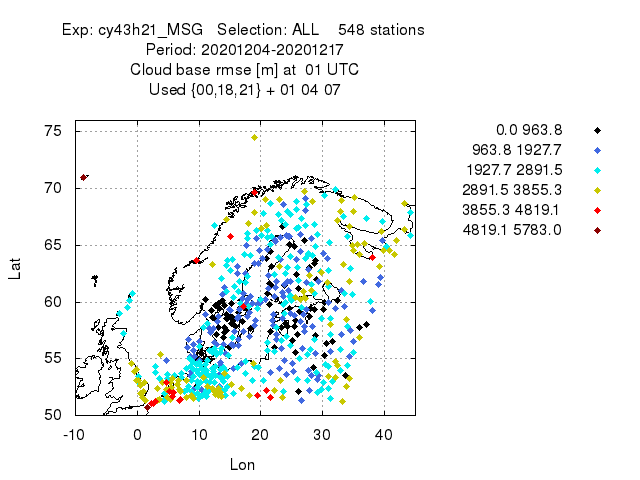 Exp: cy43h21_MSG   Selection: ALL    548 stations
Period: 20201204-20201217
Cloud base rmse [m] at  01 UTC
Used {00,18,21} + 01 04 07
0.0 963.8
963.8 1927.7
1927.7 2891.5
2891.5 3855.3
3855.3 4819.1
4819.1 5783.0
75
70
65
60
55
50
Lat
-10 0 10 20 30 40
Lon